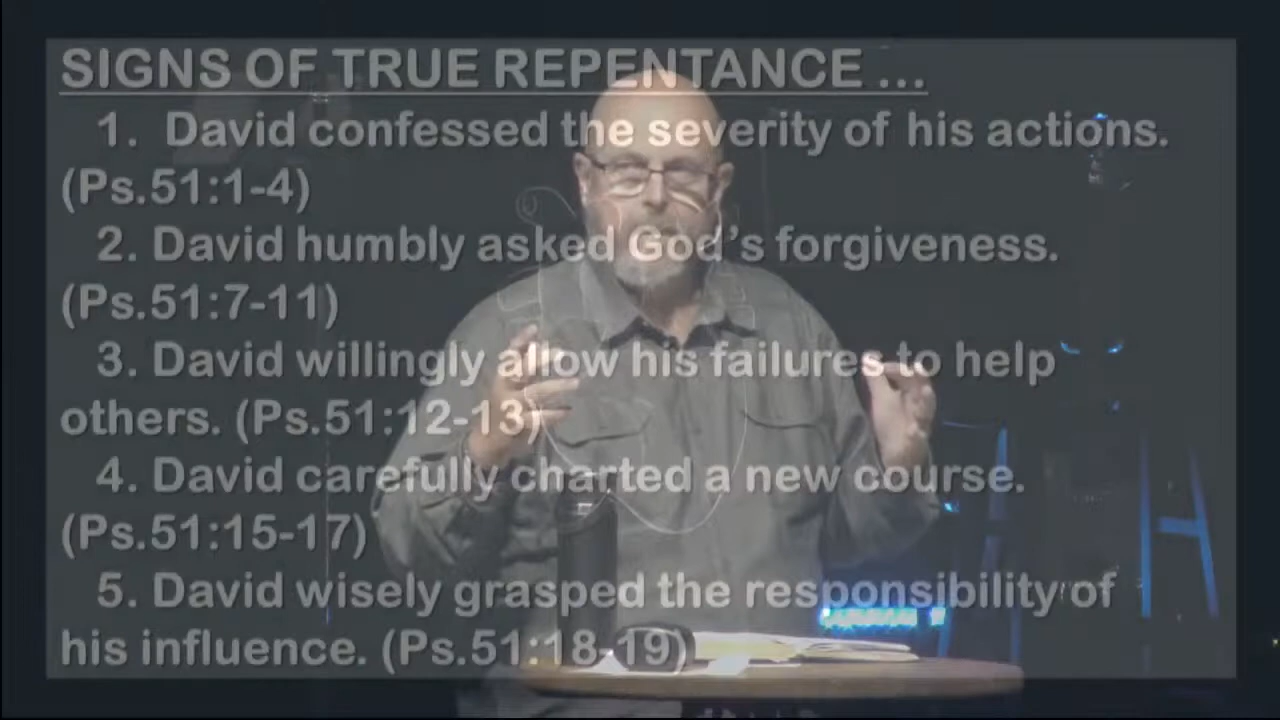 SIGNS OF TRUE REPENTANCE ...
1. David confessed the severity of his actions.
(Ps.51:1-4)
2. David humbly asked God's forgiveness.
(Ps.51:7-11)
3. David willingly allow his failures to help
others. (Ps.51:12-13)
4. David carefully charted a new course.
(Ps.51:15-17)
5. David wisely grasped the responsibility of
his influence. (Ps.51:18-19)